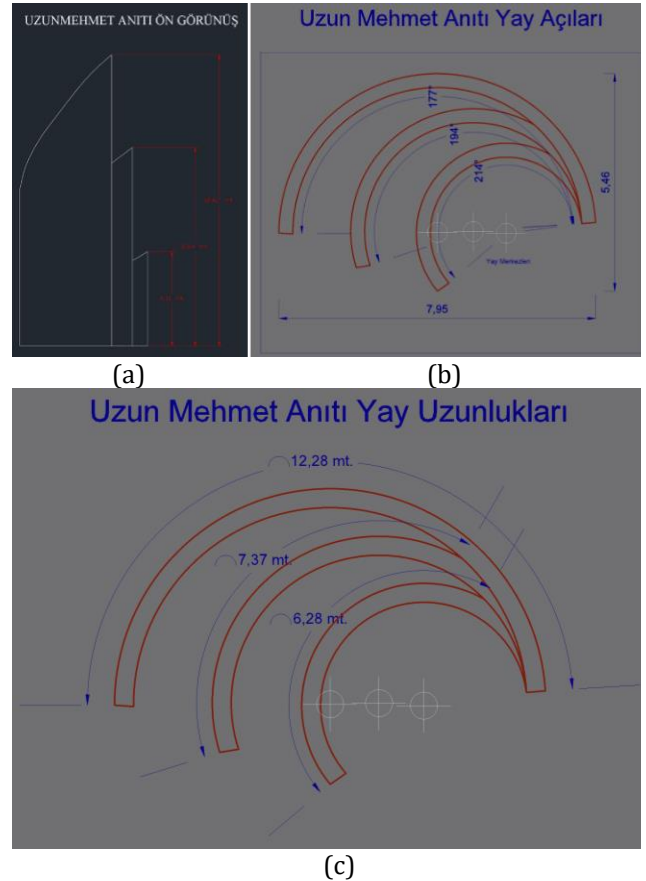 UZUNMEHMET ANITI ÖN GÖRÜNÜŞ
Uzun Mehmet Anıtı Yay Açıları
177°
194°
214°
5,46
Yay Merkezleri
7,95
(a)
(b)
Uzun Mehmet Anıtı Yay Uzunlukları
12,28 mt.
7,37 mt.
6,28 mt.
(c)